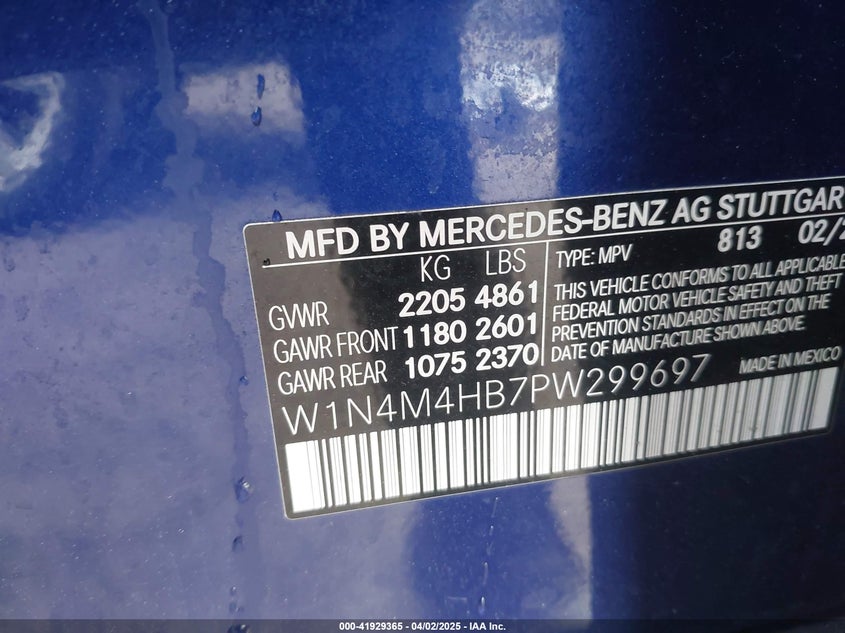 MFD BY MERCEDES-BENZ AG STUTTGAR
KG LBS
813 02/2
GVWR 2205 4861
GAWR FRONT 1180 2601
GAWR REAR 1075 2370
TYPE: MPV
THIS VEHICLE CONFORMS TO ALL APPLICABLE
FEDERAL MOTOR VEHICLE SAFETY AND THEFT
PREVENTION STANDARDS IN EFFECT ON THE
DATE OF MANUFACTURE SHOWN ABOVE.
W1N4M4HB7PW299697
MADE IN MEXICO
000-41929365 - 04/02/2025 - IAA Inc.